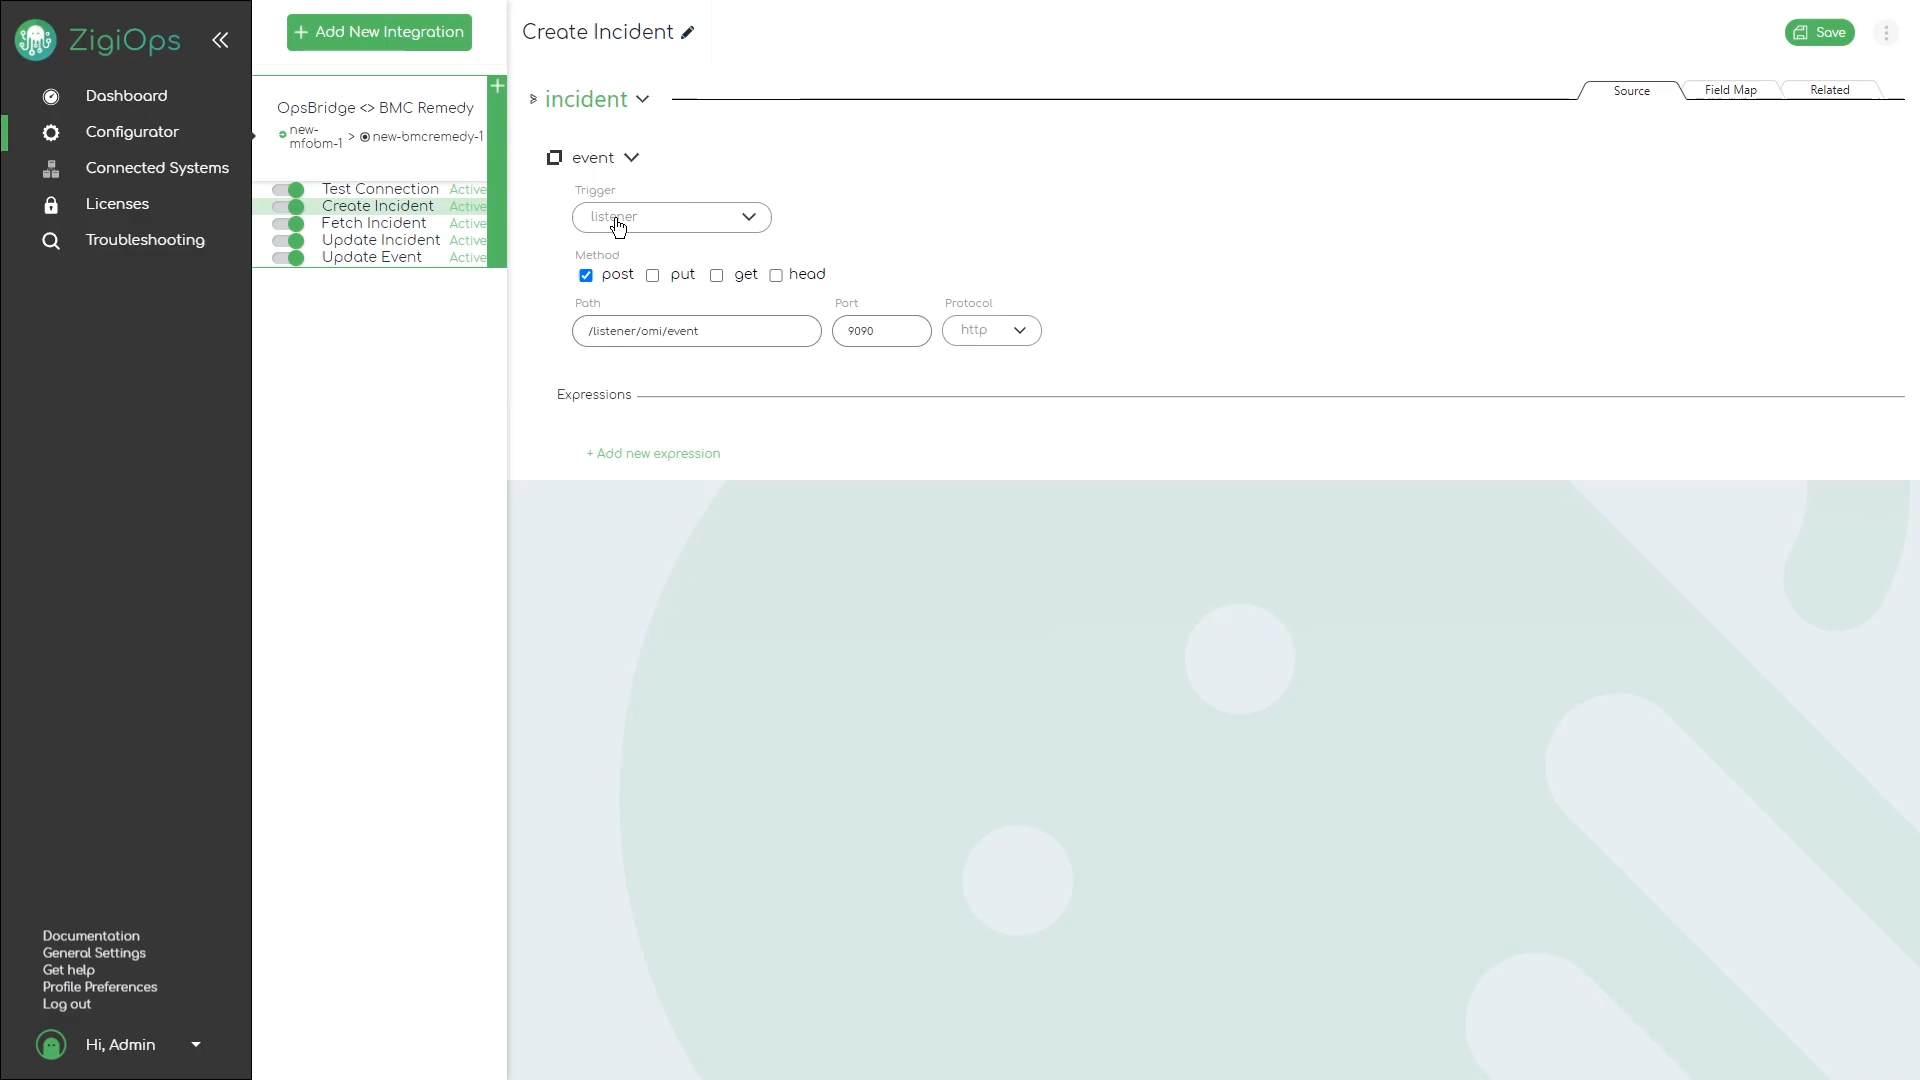 ZigiOps
Dashboard
Configurator
Connected Systems
Licenses
Troubleshooting
Documentation
General Settings
Get help
Profile Preferences
Log out
Hi, Admin
+ Add New Integration
+
OpsBridge <> BMC Remedy
new-
mfobm-1 > new-bmcremedy-1
Test Connection Active
Create Incident Active
Fetch Incident Active
Update Incident Active
Update Event Active
Create Incident
Save
incident
Source Field Map Related
event
Trigger
listener
Method
post put get head
Path Port Protocol
/listener/omi/event 9090 http
Expressions
+ Add new expression